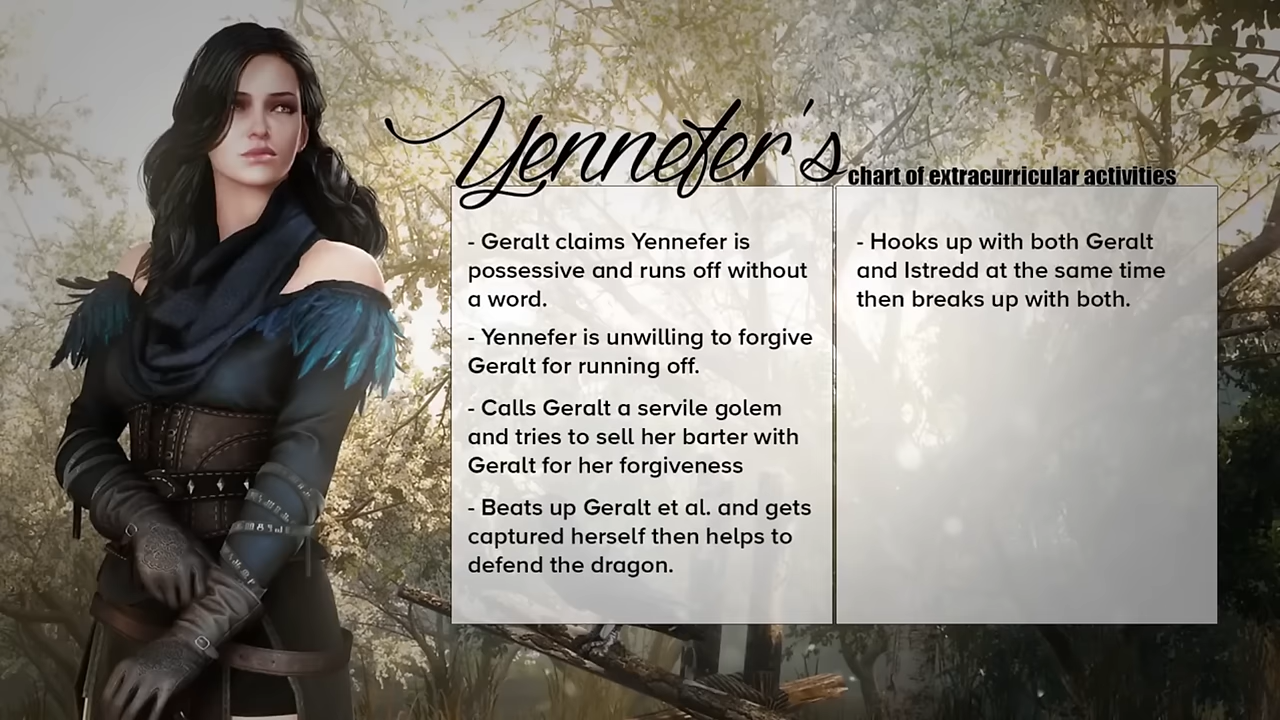 Yennefer's chart of extracurricular activities
- Geralt claims Yennefer is
possessive and runs off without
a word.
- Yennefer is unwilling to forgive
Geralt for running off.
- Calls Geralt a servile golem
and tries to sell her barter with
Geralt for her forgiveness
- Beats up Geralt et al. and gets
captured herself then helps to
defend the dragon.
- Hooks up with both Geralt
and Istredd at the same time
then breaks up with both.